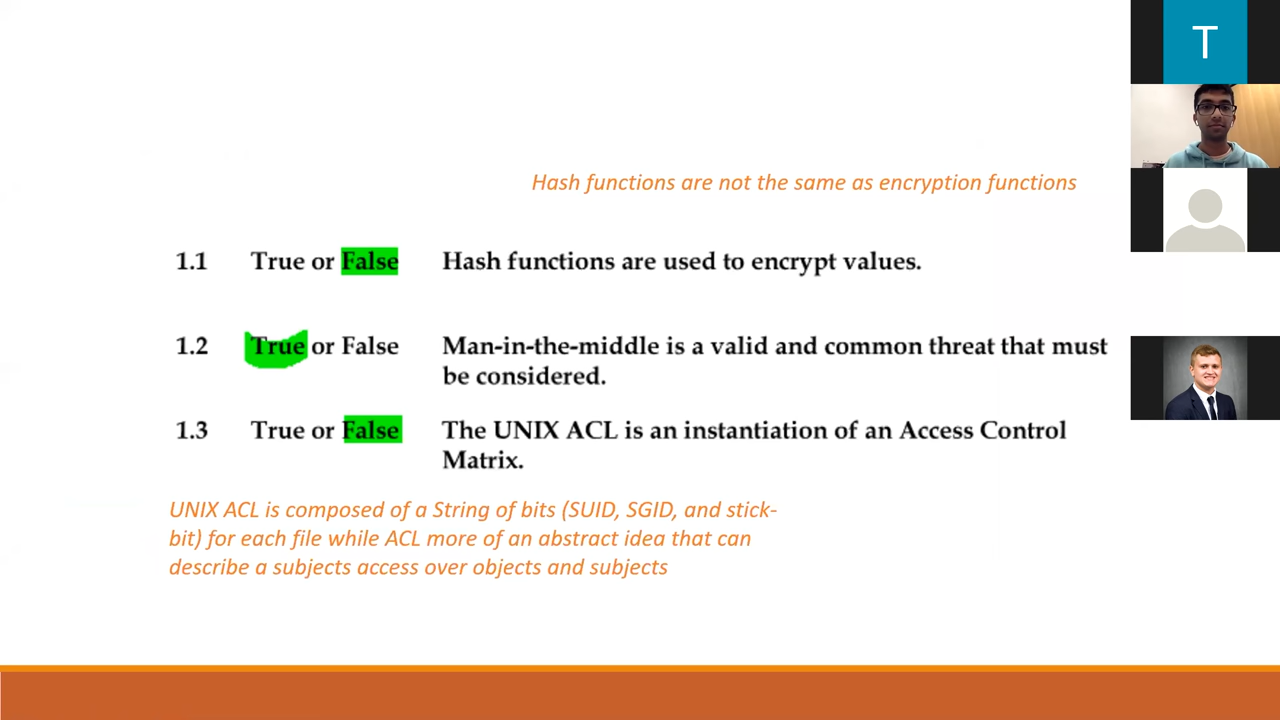 T
Hash functions are not the same as encryption functions
1.1 True or False Hash functions are used to encrypt values.
1.2 True or False Man-in-the-middle is a valid and common threat that must
be considered.
1.3 True or False The UNIX ACL is an instantiation of an Access Control
Matrix.
UNIX ACL is composed of a String of bits (SUID, SGID, and stick-
bit) for each file while ACL more of an abstract idea that can
describe a subjects access over objects and subjects